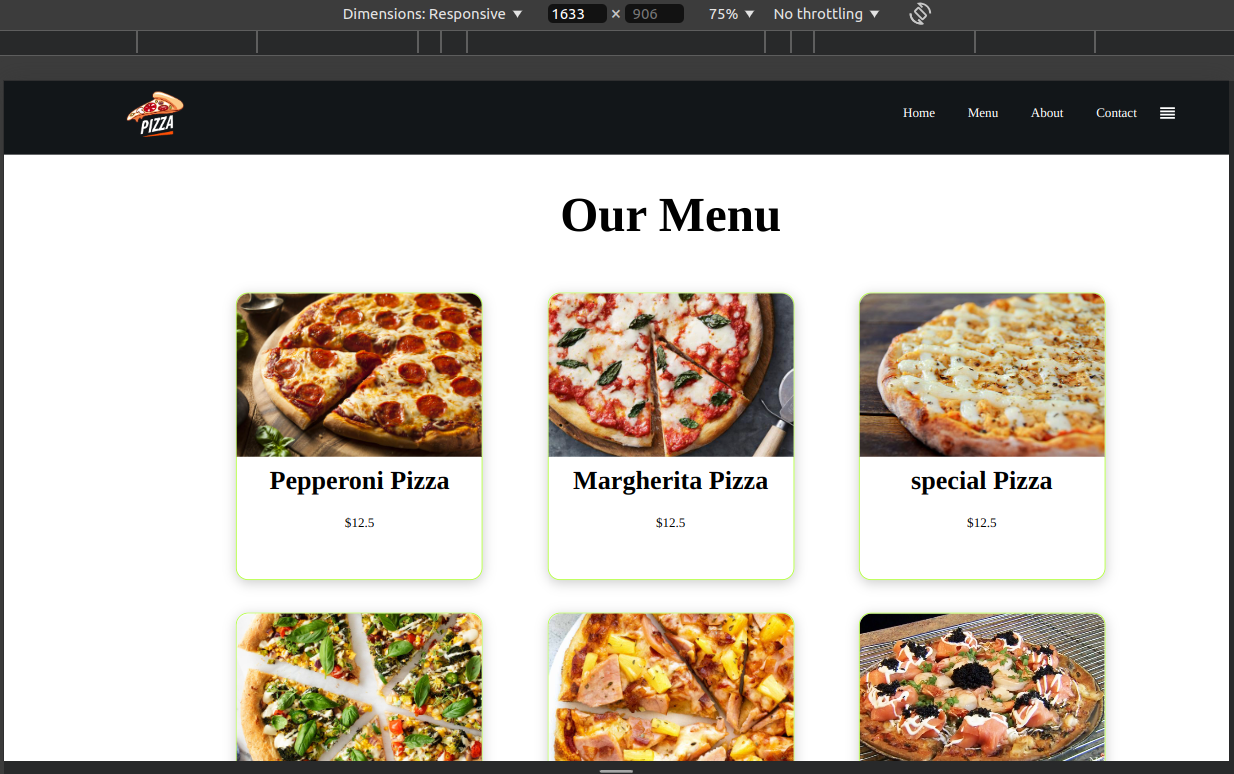 Dimensions: Responsive ▼ 1633 × 906 75% ▼ No throttling ▼
PIZZA
Home Menu About Contact
Our Menu
Pepperoni Pizza Margherita Pizza special Pizza
$12.5 $12.5 $12.5